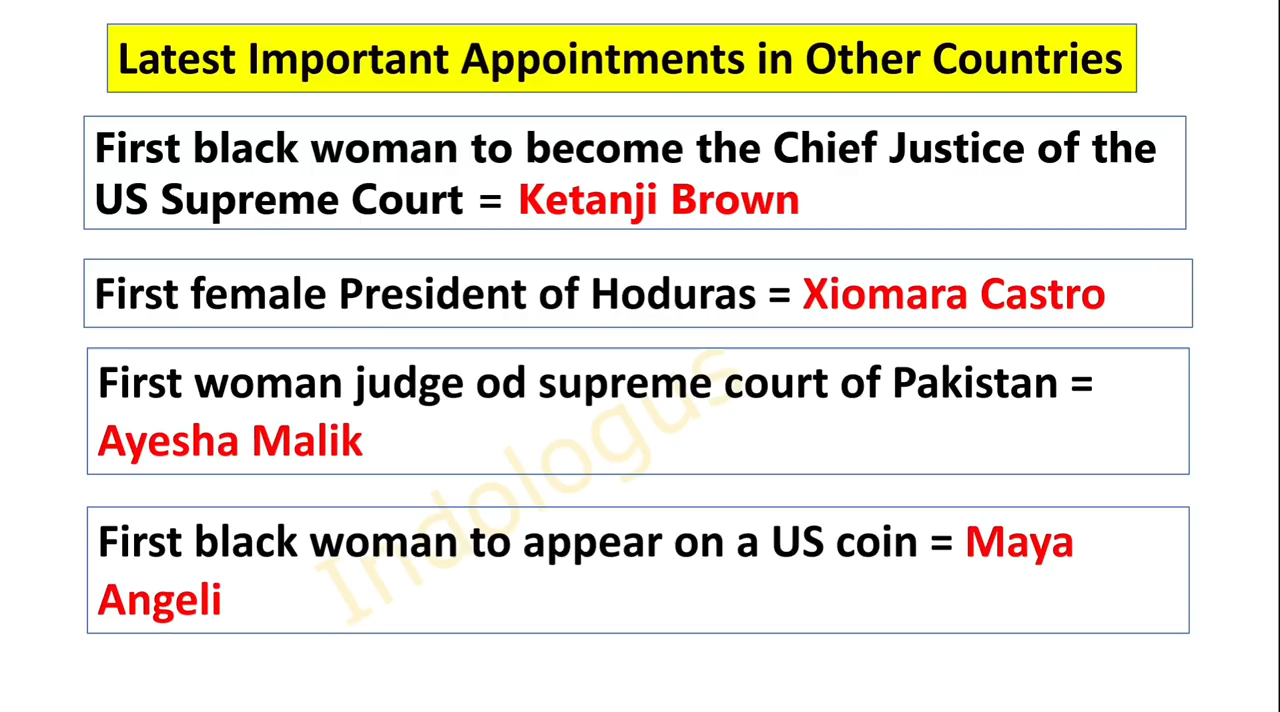 Latest Important Appointments in Other Countries
First black woman to become the Chief Justice of the
US Supreme Court = Ketanji Brown
First female President of Hoduras = Xiomara Castro
First woman judge od supreme court of Pakistan =
Ayesha Malik
First black woman to appear on a US coin = Maya
Angeli
Indologus